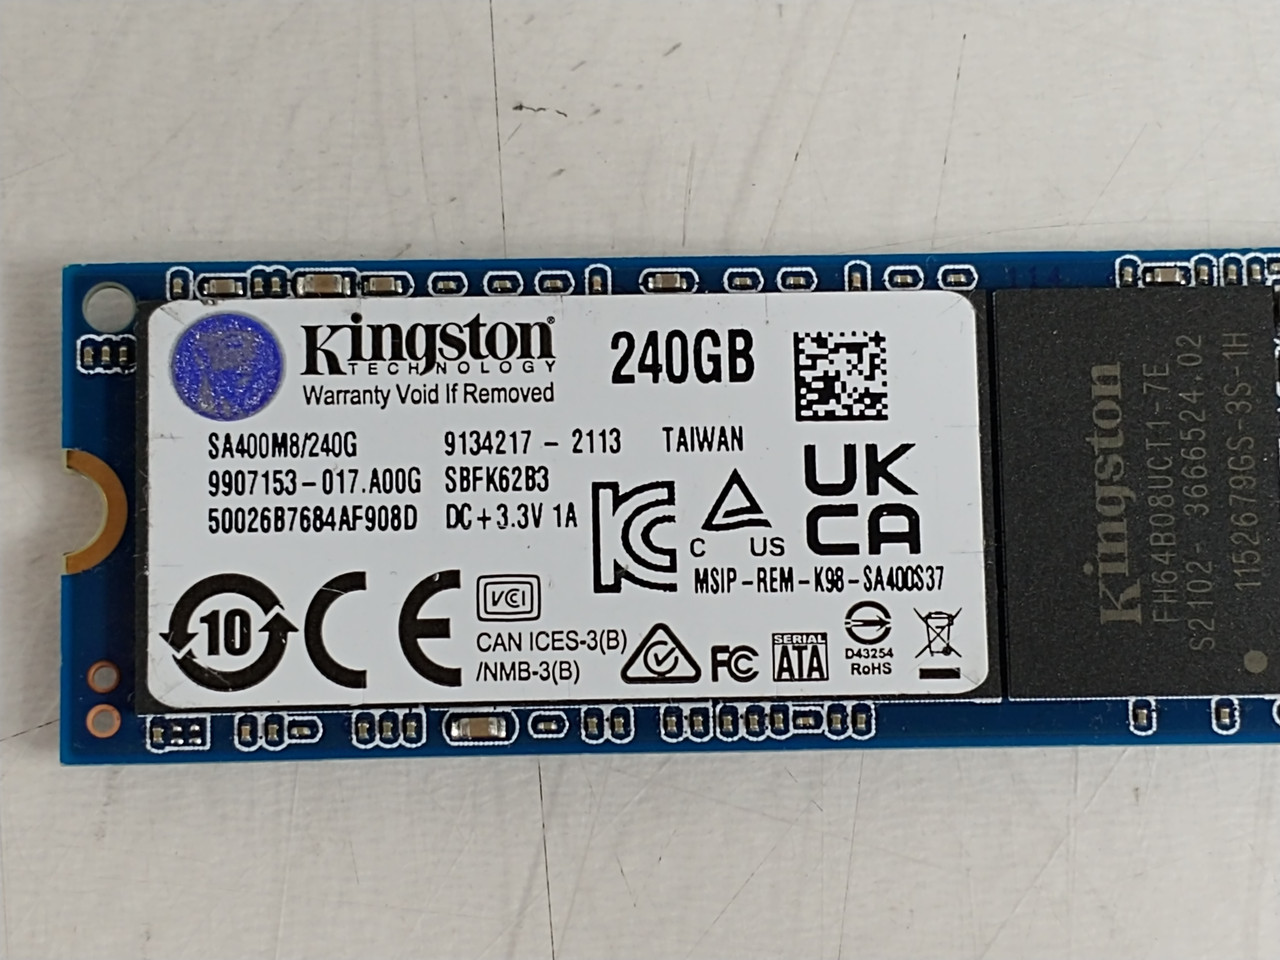 Kingston®
TECHNOLOGY
Warranty Void If Removed
240GB
SA400M8/240G
9134217 - 2113
TAIWAN
9907153-017.A00G
SBFK62B3
50026B7684AF908D
DC+3.3V 1A
UK
CA
C US
MSIP-REM-K98-SA400S37
10
CE
VCI
CAN ICES-3(B)
/NMB-3(B)
FC
SERIAL
ATA
D43254
RoHS
Kingston
FH64B08UCT1-7E
S2102- 3665524.02
1152679GS-3S-1H